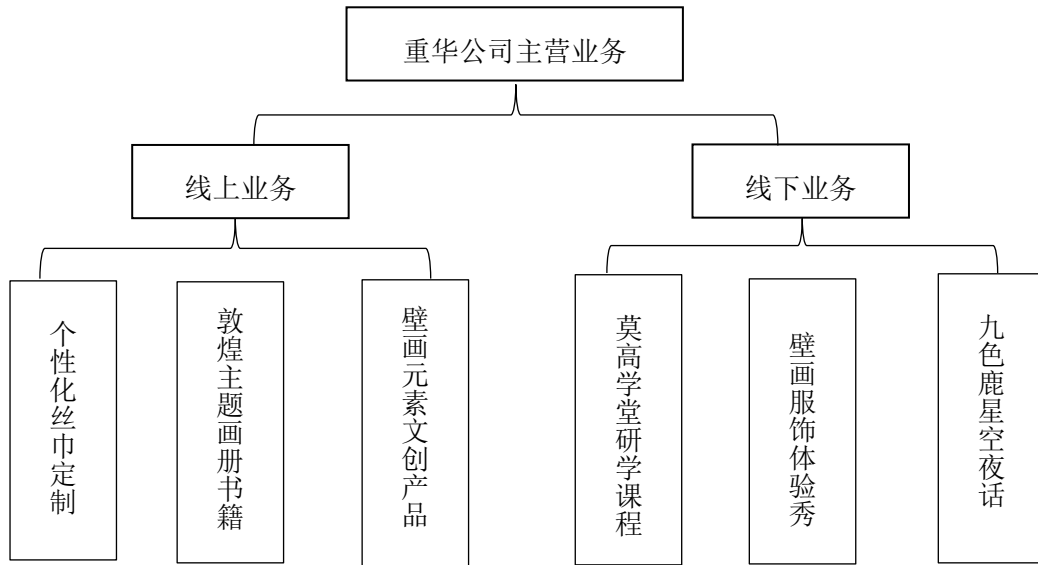 重华公司主营业务
线上业务
线下业务
个性化丝巾定制
敦煌主题画册书籍
壁画元素文创产品
莫高学堂研学课程
壁画服饰体验秀
九色鹿星空夜话